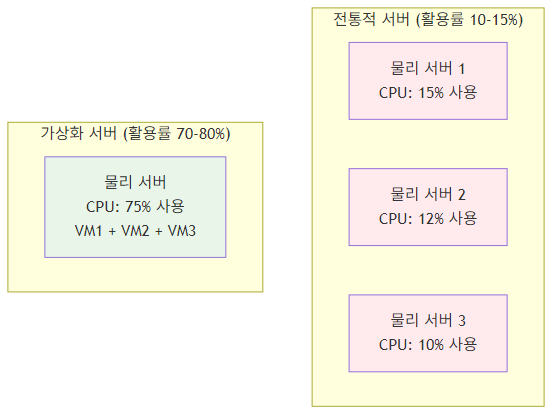 가상화 서버 (활용률 70-80%)
물리 서버
CPU: 75% 사용
VM1 + VM2 + VM3
전통적 서버 (활용률 10-15%)
물리 서버 1
CPU: 15% 사용
물리 서버 2
CPU: 12% 사용
물리 서버 3
CPU: 10% 사용